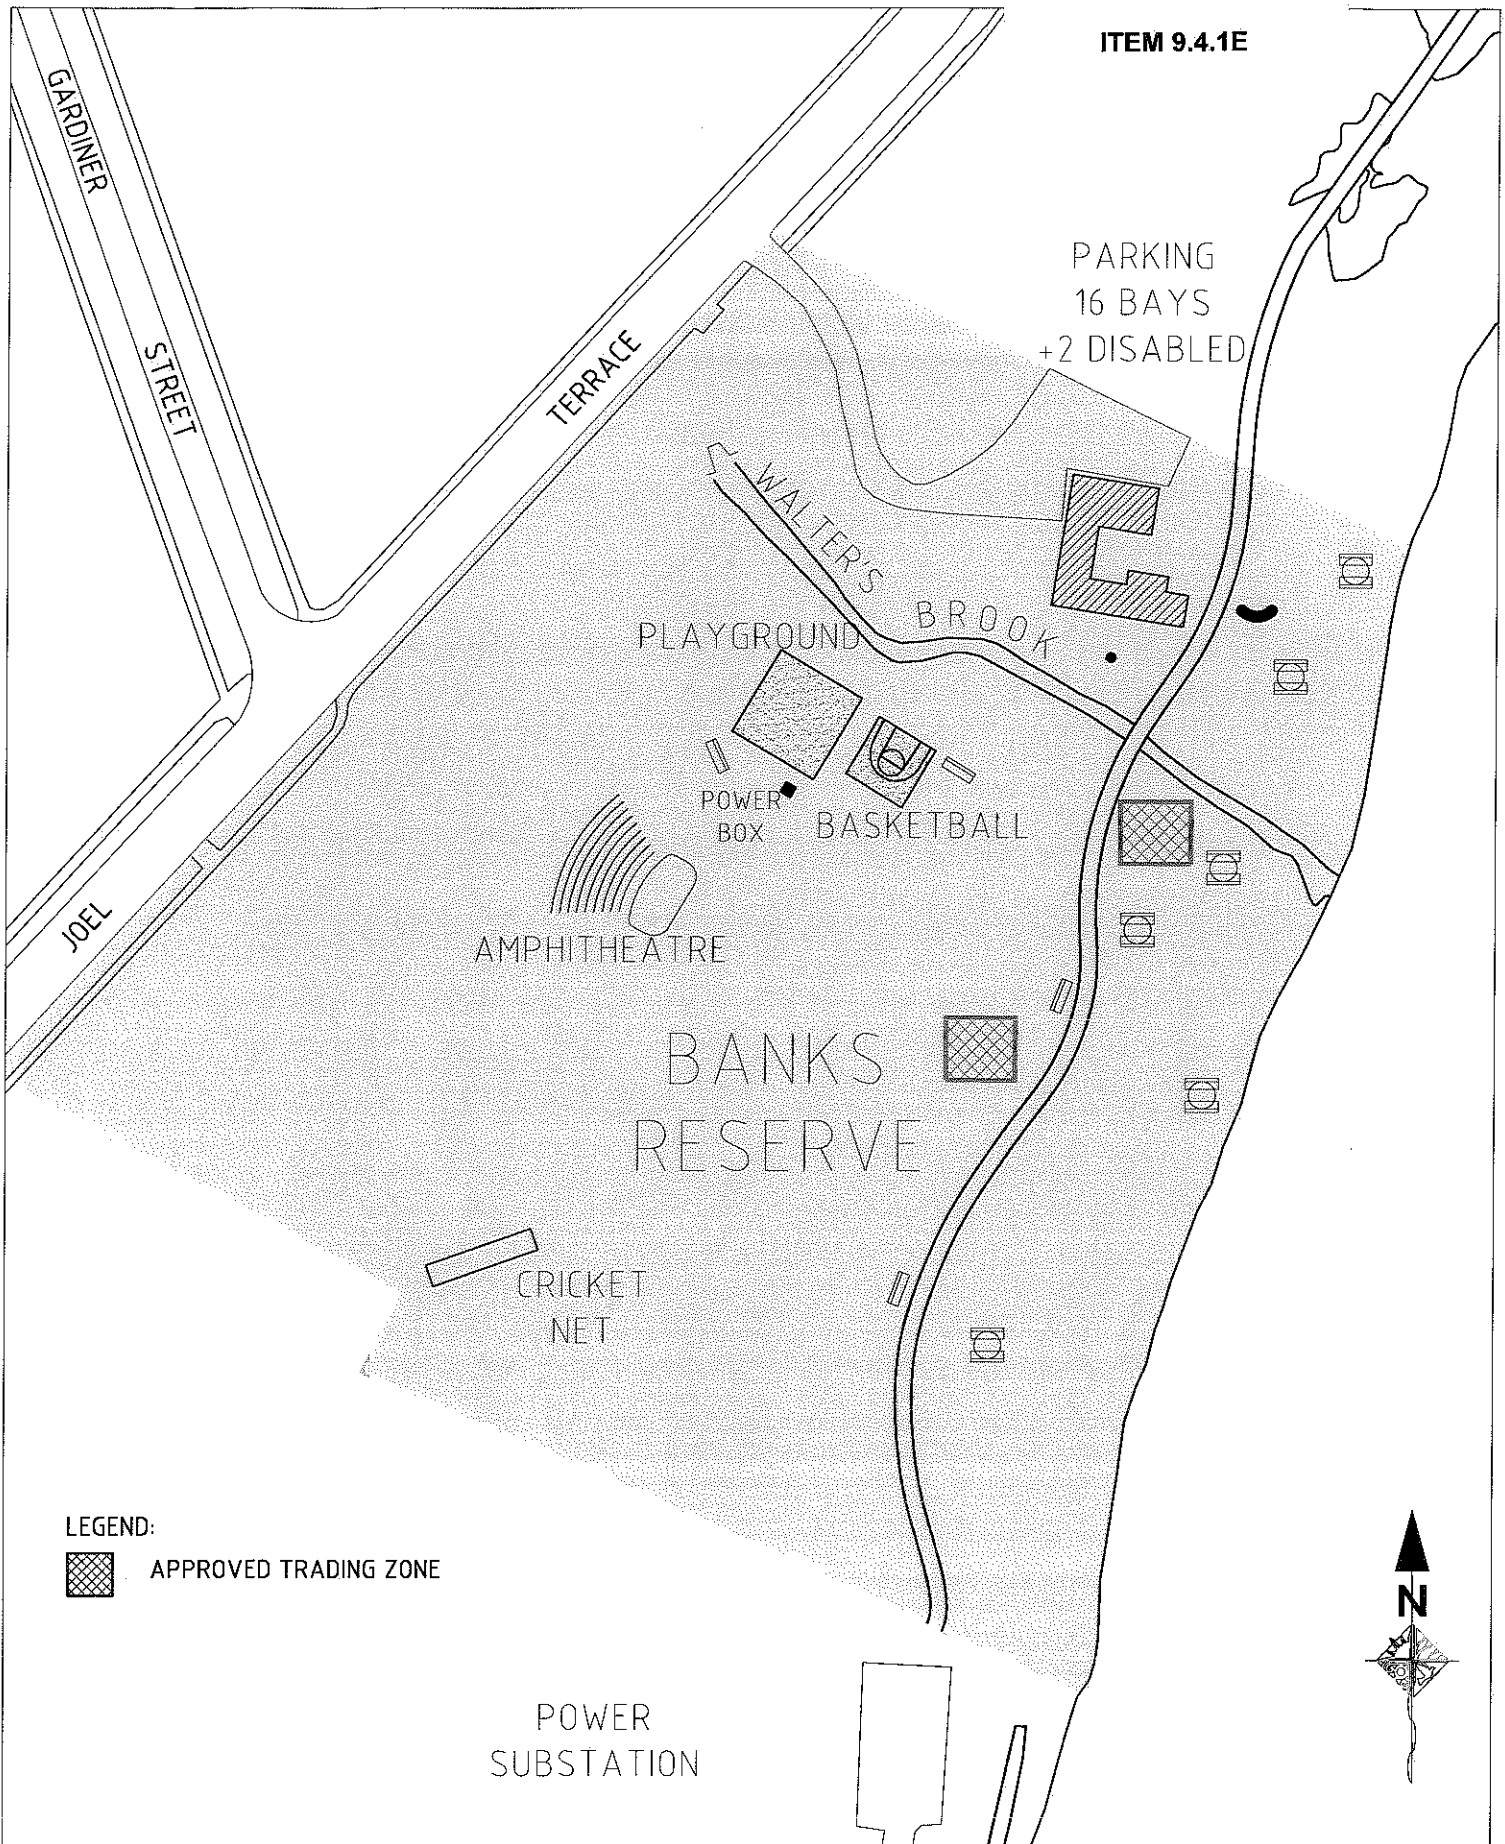 ITEM 9.4.1E
GARDINER
STREET
PARKING
16 BAYS
+2 DISABLED
TERRACE
WALTER'S
BROOK
PLAYGROUND
POWER
BOX
BASKETBALL
JOEL
AMPHITHEATRE
BANKS
RESERVE
CRICKET
NET
LEGEND:
APPROVED TRADING ZONE
N
POWER
SUBSTATION